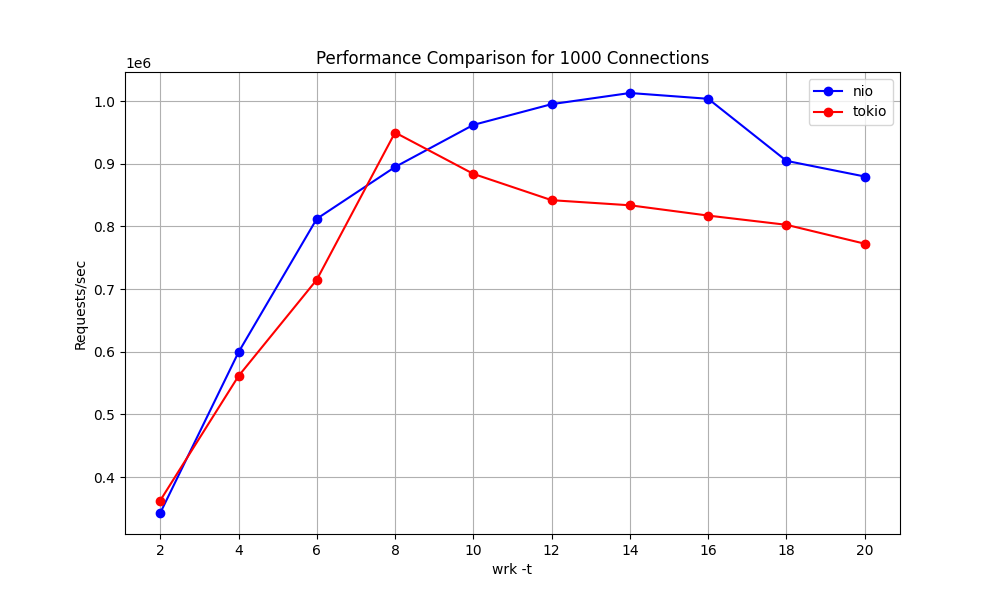 Performance Comparison for 1000 Connections
1e6
nio
tokio
1.0
0.9
0.8
0.7
0.6
0.5
0.4
Requests/sec
2 4 6 8 10 12 14 16 18 20
wrk -t